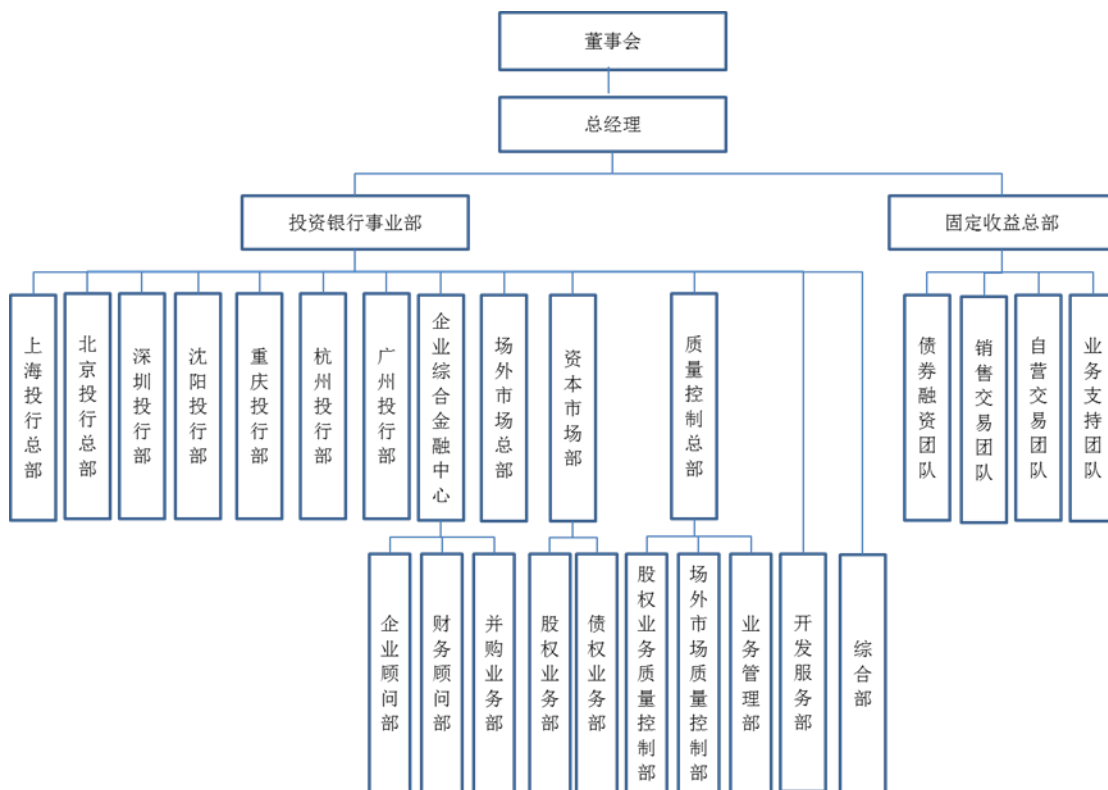 董事会
总经理
投资银行事业部
固定收益总部
上海投行总部
北京投行总部
深圳投行部
沈阳投行部
重庆投行部
杭州投行部
广州投行部
企业综合金融中心
场外市场总部
资本市场部
质量控制总部
债券融资团队
销售交易团队
自营交易团队
业务支持团队
企业顾问部
财务顾问部
并购业务部
股权业务部
债权业务部
股权业务质量控制部
场外市场质量控制部
业务管理部
开发服务部
综合部